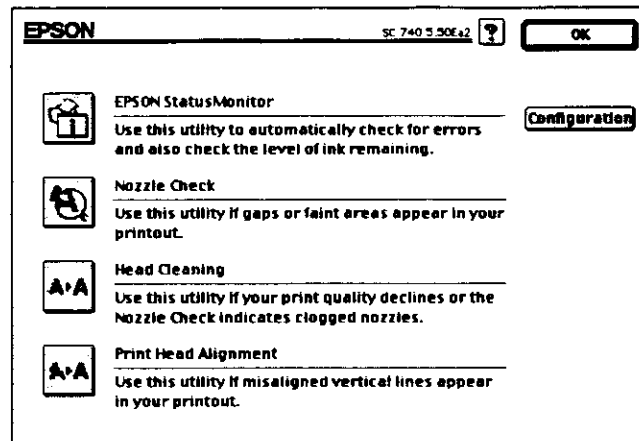 EPSON SC 740 5.50Ea2 ? OK
EPSON StatusMonitor
Use this utility to automatically check for errors
and also check the level of ink remaining.
Configuration
Nozzle Check
Use this utility if gaps or faint areas appear in your
printout.
Head Cleaning
Use this utility if your print quality declines or the
Nozzle Check indicates clogged nozzles.
Print Head Alignment
Use this utility if misaligned vertical lines appear
in your printout.
A▸A
A▸A